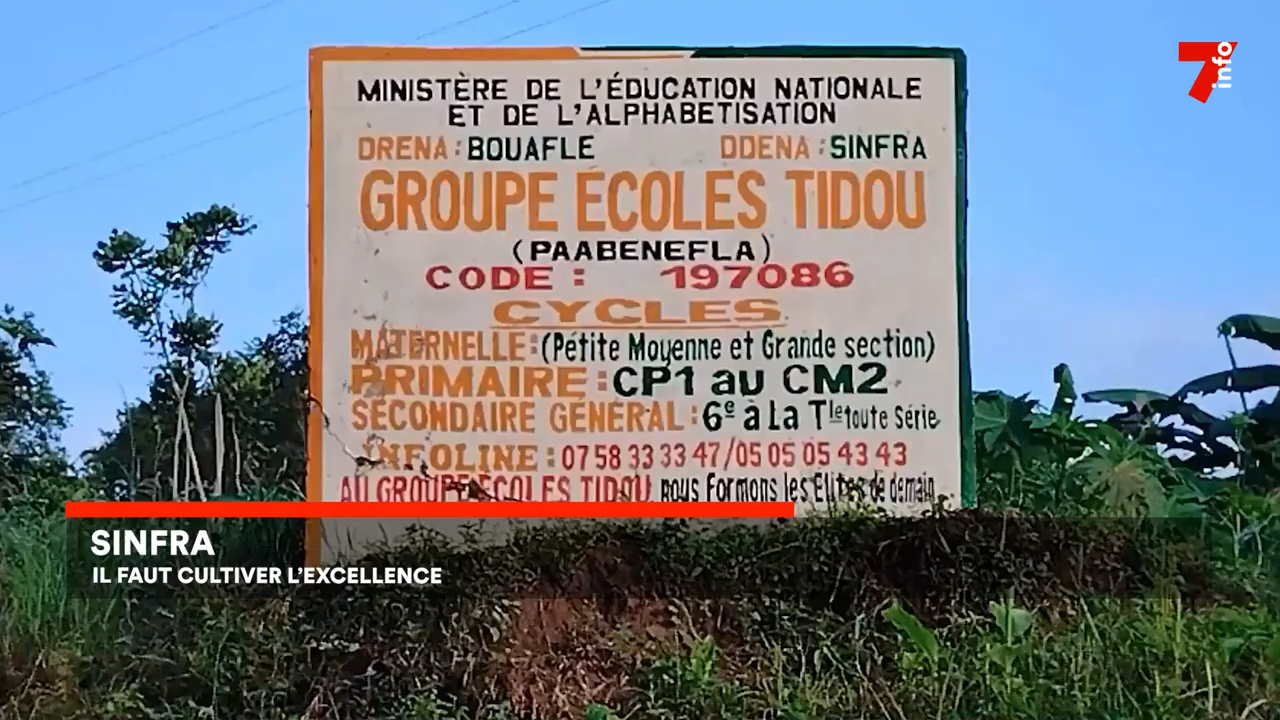 7info
MINISTÈRE DE L'ÉDUCATION NATIONALE
ET DE L'ALPHABETISATION
DRENA : BOUAFLE DDENA : SINFRA
GROUPE ÉCOLES TIDOU
(PAABENEFLA)
CODE : 197086
CYCLES
MATERNELLE : (Pétite Moyenne et Grande section)
PRIMAIRE : CP1 au CM2
SECONDAIRE GÉNÉRAL : 6e à La Tle toute Série
INFOLINE : 07 58 33 33 47 / 05 05 05 43 43
AU GROUPE ÉCOLES TIDOU nous Formons les Elites de demain
SINFRA
IL FAUT CULTIVER L'EXCELLENCE